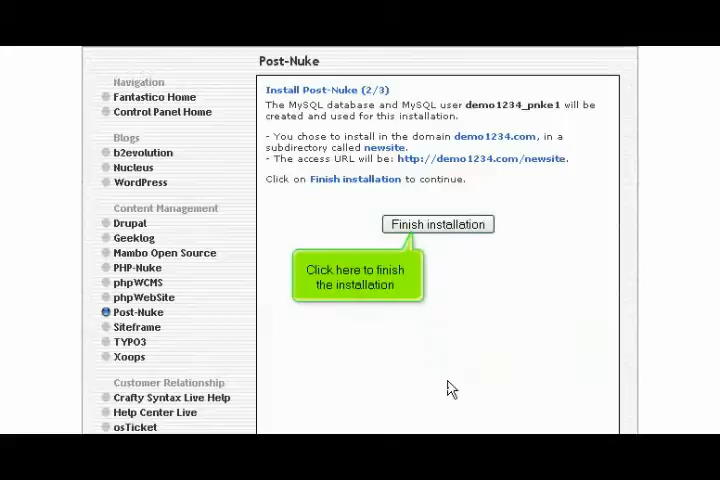 Post-Nuke
Navigation
Fantastico Home
Control Panel Home
Blogs
b2evolution
Nucleus
WordPress
Content Management
Drupal
Geeklog
Mambo Open Source
PHP-Nuke
phpWCMS
phpWebSite
Post-Nuke
Siteframe
TYPO3
Xoops
Customer Relationship
Crafty Syntax Live Help
Help Center Live
osTicket
Install Post-Nuke (2/3)
The MySQL database and MySQL user demo1234_pnke1 will be
created and used for this installation.
- You chose to install in the domain demo1234.com, in a
subdirectory called newsite.
- The access URL will be: http://demo1234.com/newsite.
Click on Finish installation to continue.
Finish installation
Click here to finish
the installation